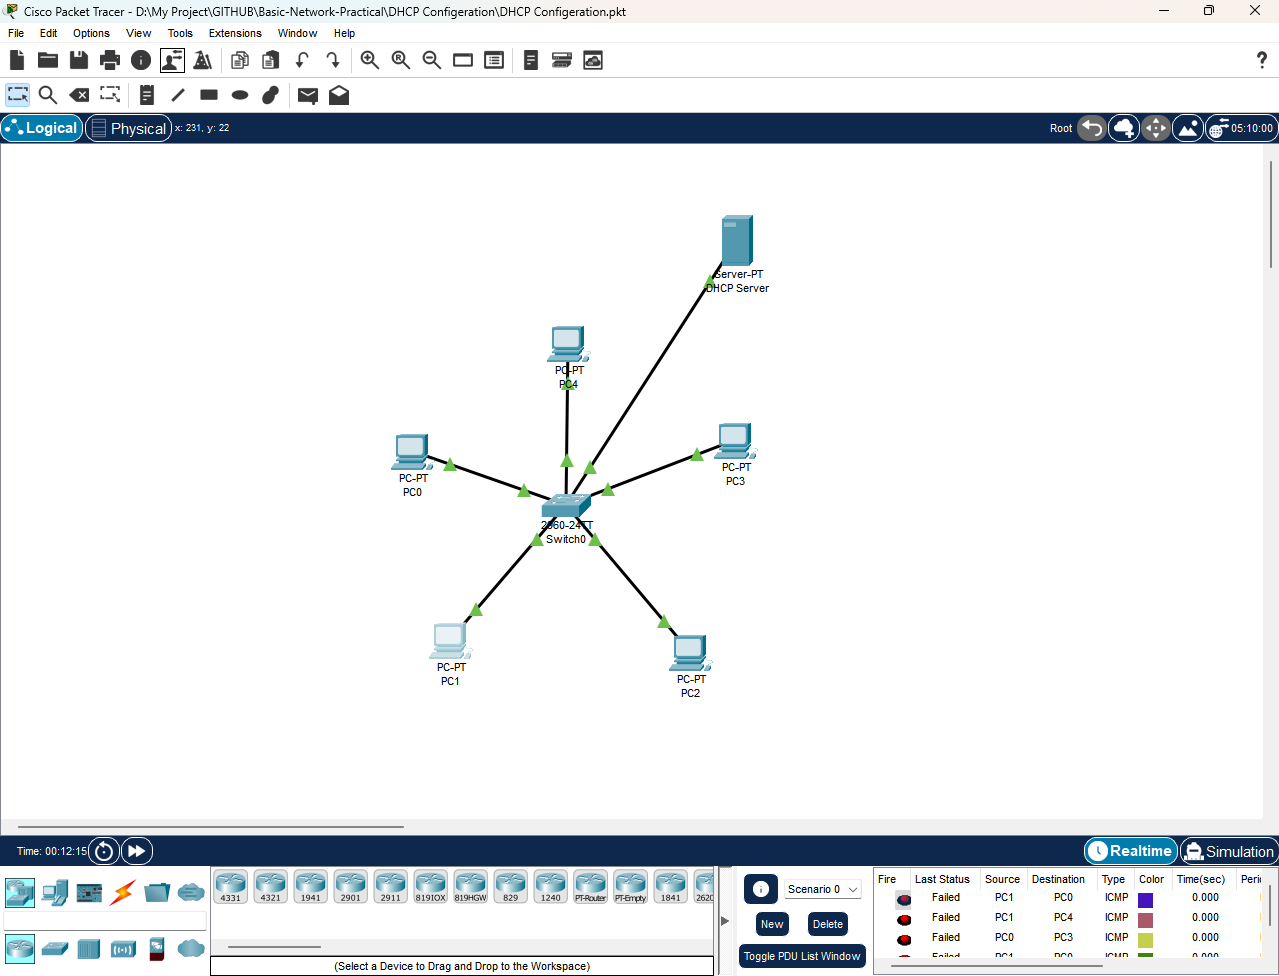 Cisco Packet Tracer - D:\My Project\GITHUB\Basic-Network-Practical\DHCP Configeration\DHCP Configeration.pkt
File Edit Options View Tools Extensions Window Help
Logical Physical x: 231, y: 22 Root 05:10:00
Server-PT
DHCP Server
PC-PT
PC4
PC-PT
PC3
PC-PT
PC0
2960-24TT
Switch0
PC-PT
PC1
PC-PT
PC2
Time: 00:12:15 Realtime Simulation
4331 4321 1941 2901 2911 819IOX 819HGW 829 1240 PT-Router PT-Empty 1841 2620
(Select a Device to Drag and Drop to the Workspace)
Scenario 0
New Delete
Toggle PDU List Window
Fire Last Status Source Destination Type Color Time(sec) Peri
Failed PC1 PC0 ICMP 0.000
Failed PC1 PC4 ICMP 0.000
Failed PC0 PC3 ICMP 0.000
Failed PC1 PC0 ICMP 0.000